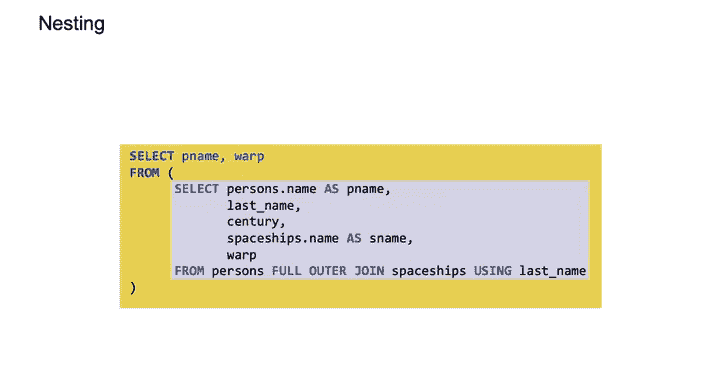 Nesting
SELECT pname, warp
FROM (
SELECT persons.name AS pname,
last_name,
century,
spaceships.name AS sname,
warp
FROM persons FULL OUTER JOIN spaceships USING last_name
)